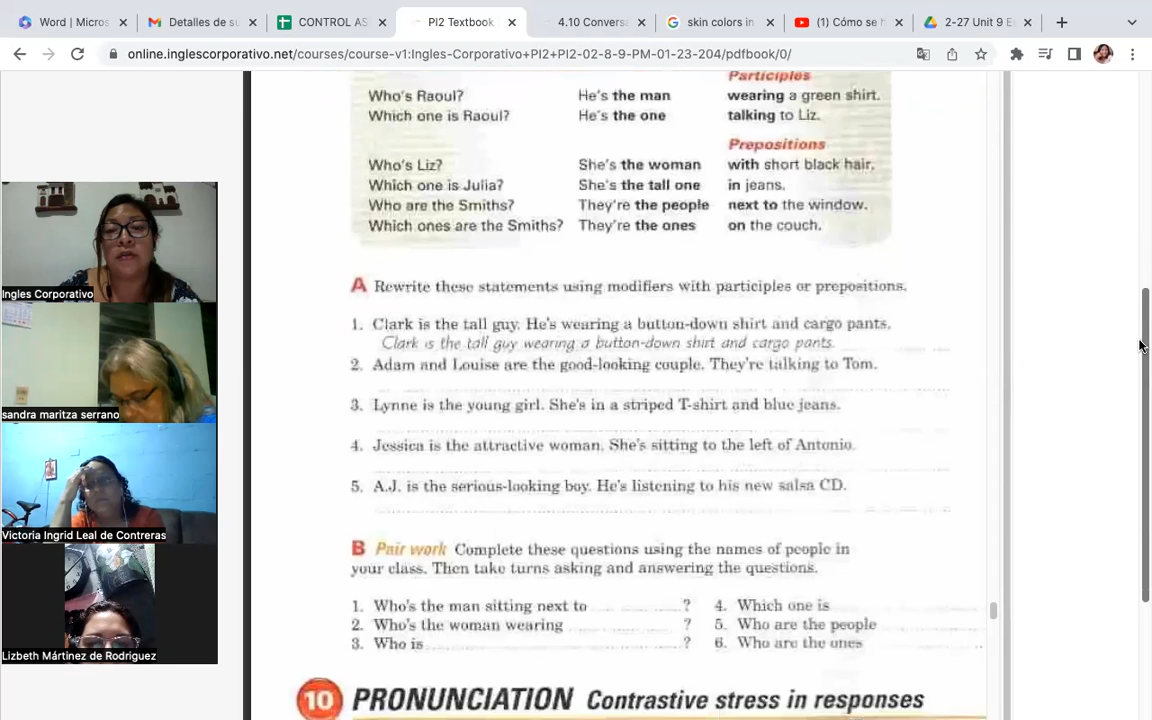 Word | Micros
Detalles de su
CONTROL AS
PI2 Textbook
4.10 Convers
skin colors in
(1) Cómo se h
2-27 Unit 9 E
online.inglescorporativo.net/courses/course-v1:Ingles-Corporativo+PI2+PI2-02-8-9-PM-01-23-204/pdfbook/0/
Participles
Who's Raoul? He's the man wearing a green shirt.
Which one is Raoul? He's the one talking to Liz.
Prepositions
Who's Liz? She's the woman with short black hair.
Which one is Julia? She's the tall one in jeans.
Who are the Smiths? They're the people next to the window.
Which ones are the Smiths? They're the ones on the couch.
A Rewrite these statements using modifiers with participles or prepositions.
1. Clark is the tall guy. He's wearing a button-down shirt and cargo pants.
Clark is the tall guy wearing a button-down shirt and cargo pants.
2. Adam and Louise are the good-looking couple. They're talking to Tom.
3. Lynne is the young girl. She's in a striped T-shirt and blue jeans.
4. Jessica is the attractive woman. She's sitting to the left of Antonio.
5. A.J. is the serious-looking boy. He's listening to his new salsa CD.
B Pair work Complete these questions using the names of people in
your class. Then take turns asking and answering the questions.
1. Who's the man sitting next to ............ ? 4. Which one is
2. Who's the woman wearing ............ ? 5. Who are the people
3. Who is ............ ? 6. Who are the ones
10 PRONUNCIATION Contrastive stress in responses
Ingles Corporativo
sandra maritza serrano
Victoria Ingrid Leal de Contreras
Lizbeth Mártinez de Rodriguez